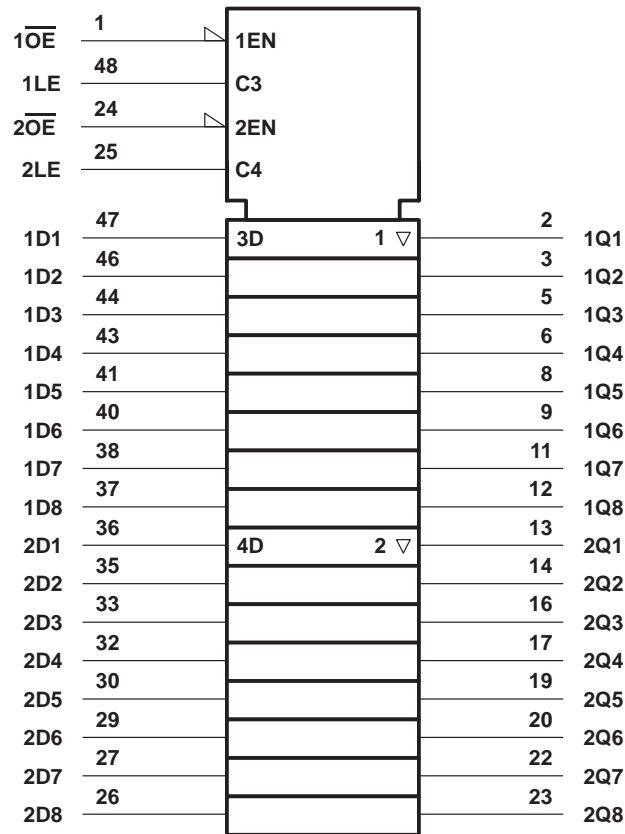 1O̅E̅ 1 1EN
1LE 48 C3
2O̅E̅ 24 2EN
2LE 25 C4
1D1 47 3D 1 ▽ 2 1Q1
1D2 46 3 1Q2
1D3 44 5 1Q3
1D4 43 6 1Q4
1D5 41 8 1Q5
1D6 40 9 1Q6
1D7 38 11 1Q7
1D8 37 12 1Q8
2D1 36 4D 2 ▽ 13 2Q1
2D2 35 14 2Q2
2D3 33 16 2Q3
2D4 32 17 2Q4
2D5 30 19 2Q5
2D6 29 20 2Q6
2D7 27 22 2Q7
2D8 26 23 2Q8